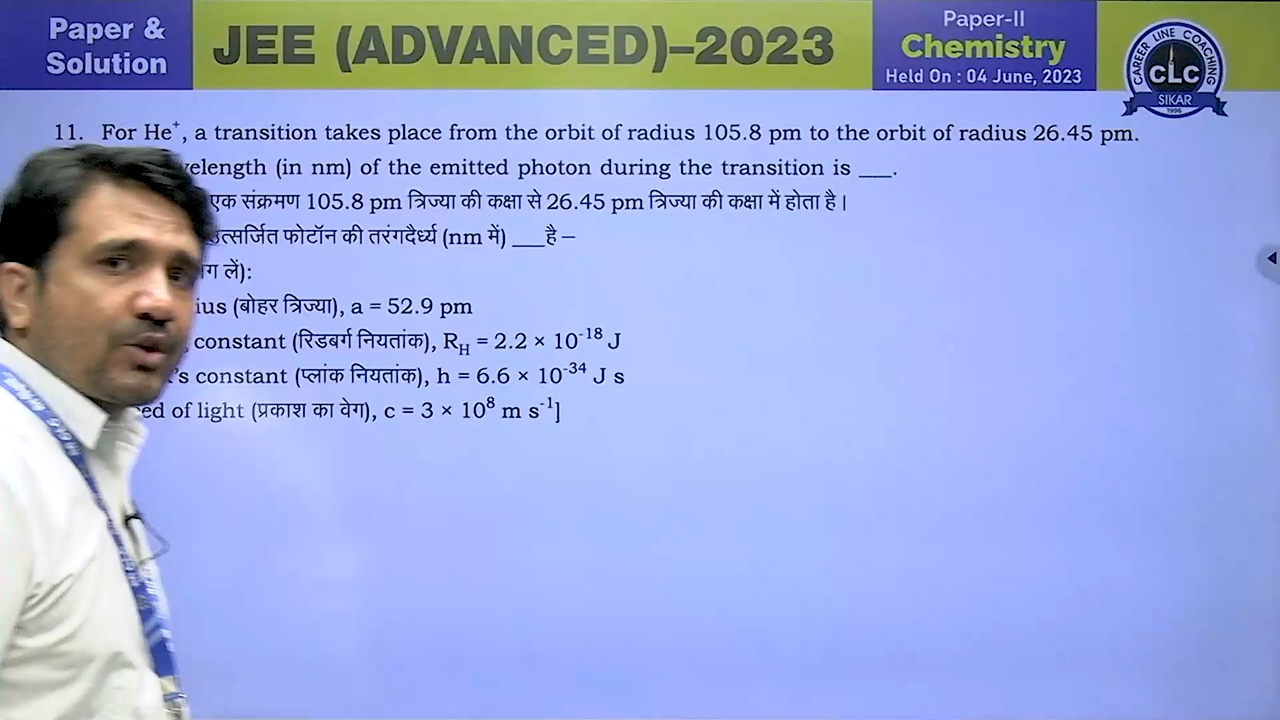 Paper &
Solution
JEE (ADVANCED)–2023
Paper-II
Chemistry
Held On : 04 June, 2023
CAREER LINE COACHING
CLC
SIKAR
1996
11. For He⁺, a transition takes place from the orbit of radius 105.8 pm to the orbit of radius 26.45 pm.
(in nm) of the emitted photon during the transition is ___.
एक संक्रमण 105.8 pm त्रिज्या की कक्षा से 26.45 pm त्रिज्या की कक्षा में होता है।
उत्सर्जित फोटॉन की तरंगदैर्ध्य (nm में) ___है –
लें):
(बोहर त्रिज्या), a = 52.9 pm
constant (रिडबर्ग नियतांक), R_H = 2.2 × 10⁻¹⁸ J
's constant (प्लांक नियतांक), h = 6.6 × 10⁻³⁴ J s
of light (प्रकाश का वेग), c = 3 × 10⁸ m s⁻¹]